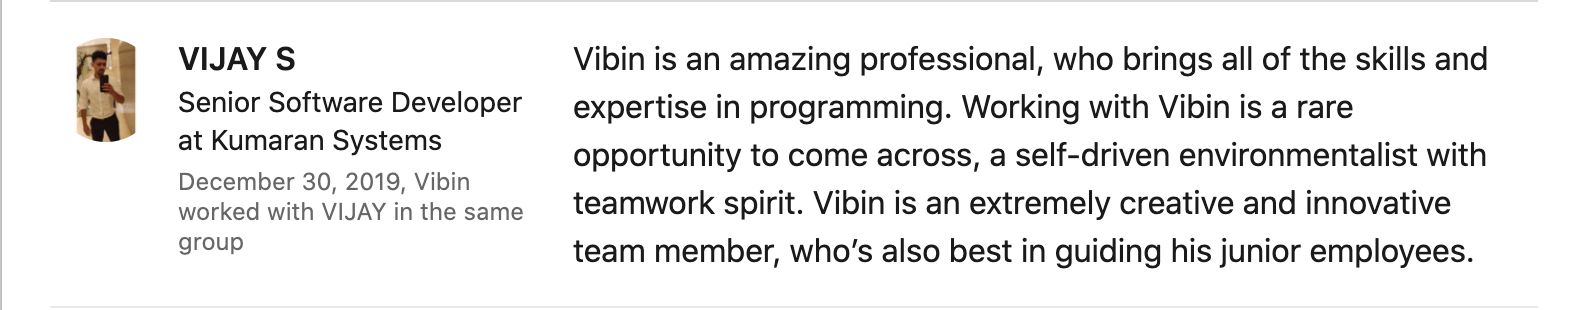 VIJAY S
Senior Software Developer
at Kumaran Systems
December 30, 2019, Vibin
worked with VIJAY in the same
group
Vibin is an amazing professional, who brings all of the skills and
expertise in programming. Working with Vibin is a rare
opportunity to come across, a self-driven environmentalist with
teamwork spirit. Vibin is an extremely creative and innovative
team member, who’s also best in guiding his junior employees.